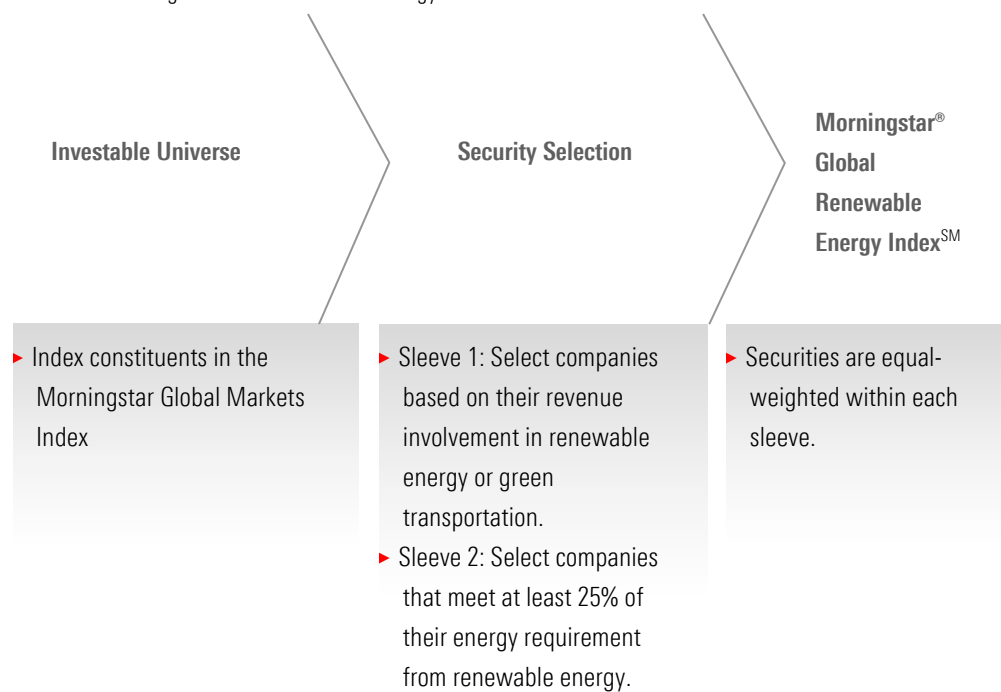 Investable Universe
Security Selection
Morningstar®
Global
Renewable
Energy Index℠
Index constituents in the
Morningstar Global Markets
Index
Sleeve 1: Select companies
based on their revenue
involvement in renewable
energy or green
transportation.
Sleeve 2: Select companies
that meet at least 25% of
their energy requirement
from renewable energy.
Securities are equal-
weighted within each
sleeve.